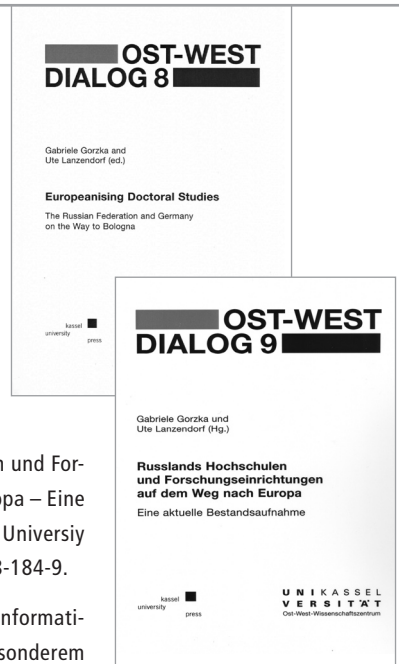 OST-WEST
DIALOG 8
Gabriele Gorzka and
Ute Lanzendorf (ed.)
Europeanising Doctoral Studies
The Russian Federation and Germany
on the Way to Bologna
kassel
university
press
OST-WEST
DIALOG 9
Gabriele Gorzka und
Ute Lanzendorf (Hg.)
Russlands Hochschulen
und Forschungseinrichtungen
auf dem Weg nach Europa
Eine aktuelle Bestandsaufnahme
kassel
university
press
UNIKASSEL
VERSITÄT
Ost-West-Wissenschaftszentrum
n und For-
opa – Eine
Universiy
-184-9.
nformati-
sonderem